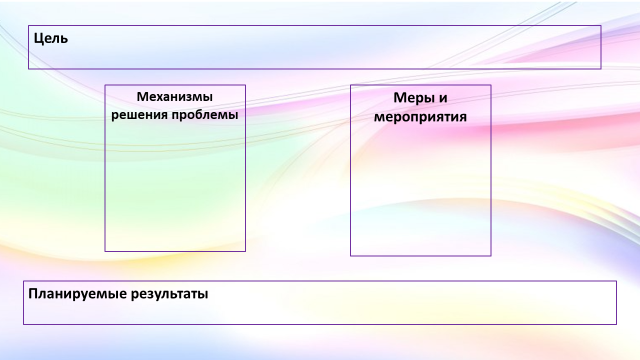 Цель
Механизмы
решения проблемы
Меры и
мероприятия
Планируемые результаты